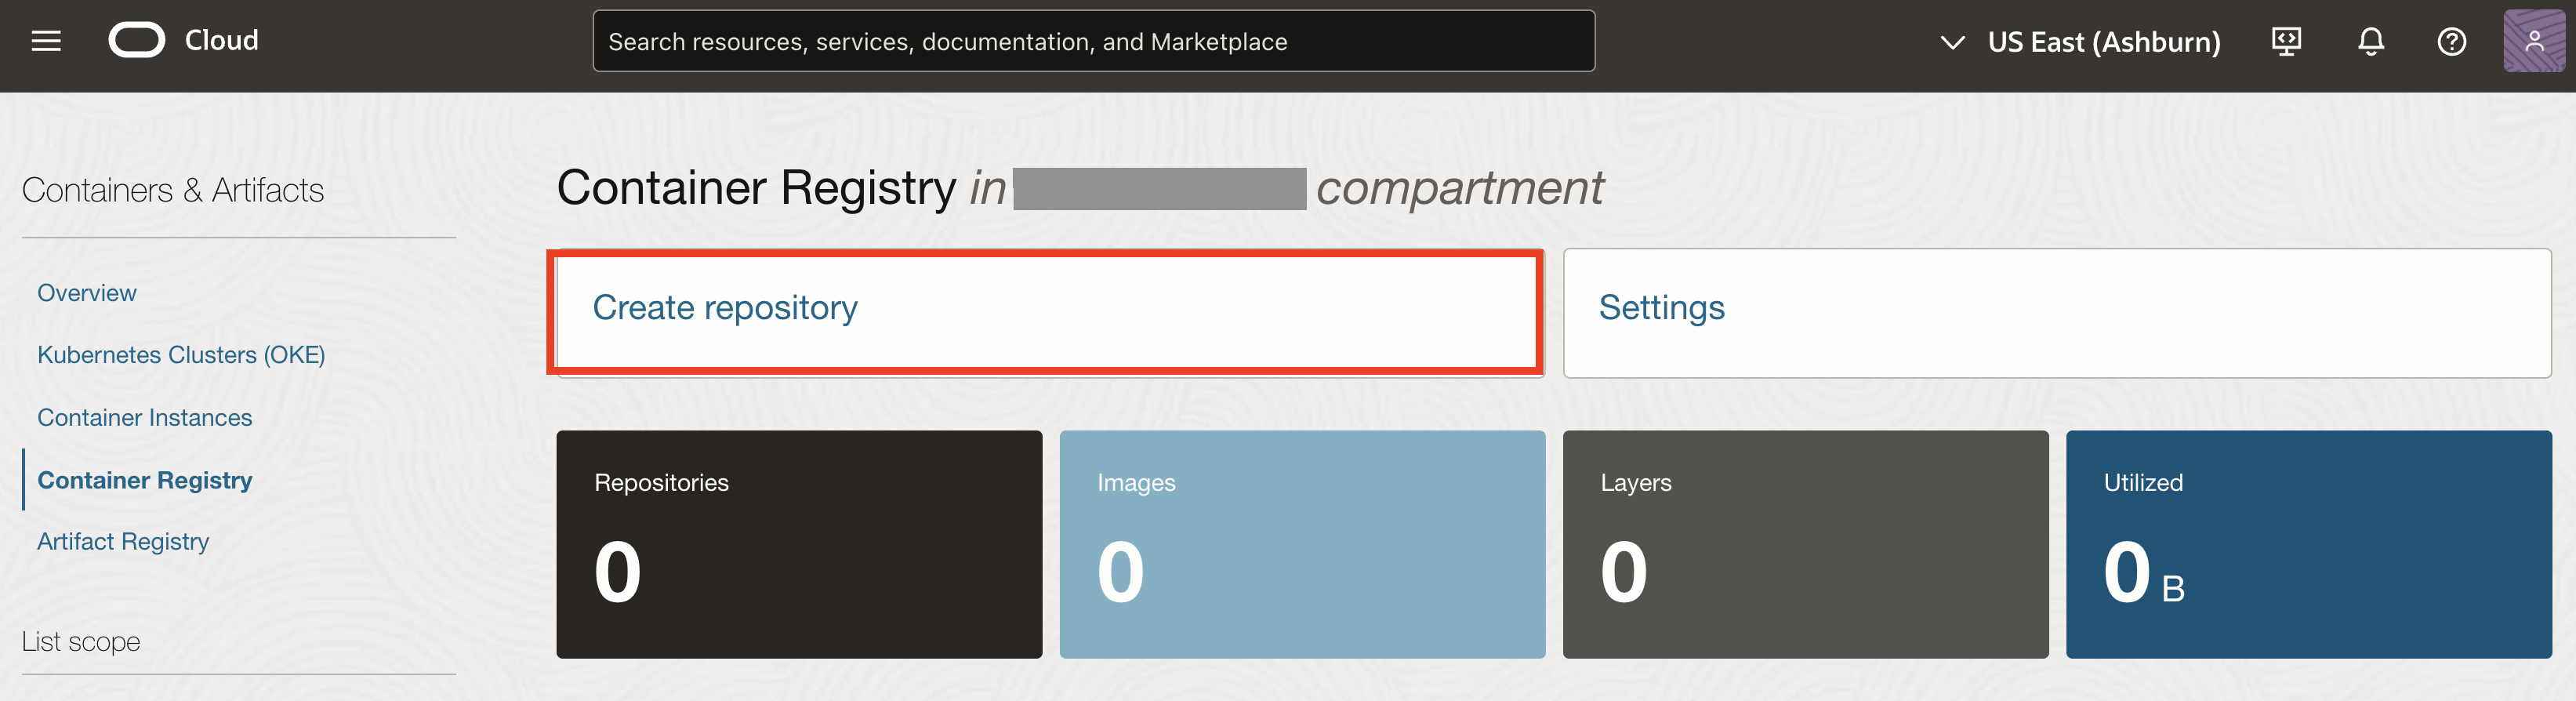 Cloud
Search resources, services, documentation, and Marketplace
US East (Ashburn)
Containers & Artifacts
Overview
Kubernetes Clusters (OKE)
Container Instances
Container Registry
Artifact Registry
List scope
Container Registry in compartment
Create repository
Settings
Repositories
0
Images
0
Layers
0
Utilized
0 B